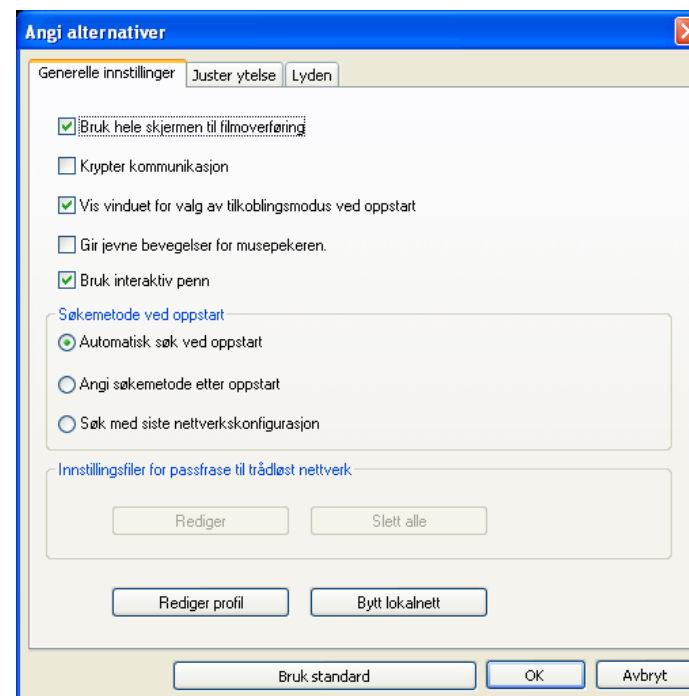 Angi alternativer
Generelle innstillinger Juster ytelse Lyden
Bruk hele skjermen til filmoverføring
Krypter kommunikasjon
Vis vinduet for valg av tilkoblingsmodus ved oppstart
Gir jevne bevegelser for musepekeren.
Bruk interaktiv penn
Søkemetode ved oppstart
Automatisk søk ved oppstart
Angi søkemetode etter oppstart
Søk med siste nettverkskonfigurasjon
Innstillingsfiler for passfrase til trådløst nettverk
Rediger Slett alle
Rediger profil Bytt lokalnett
Bruk standard OK Avbryt